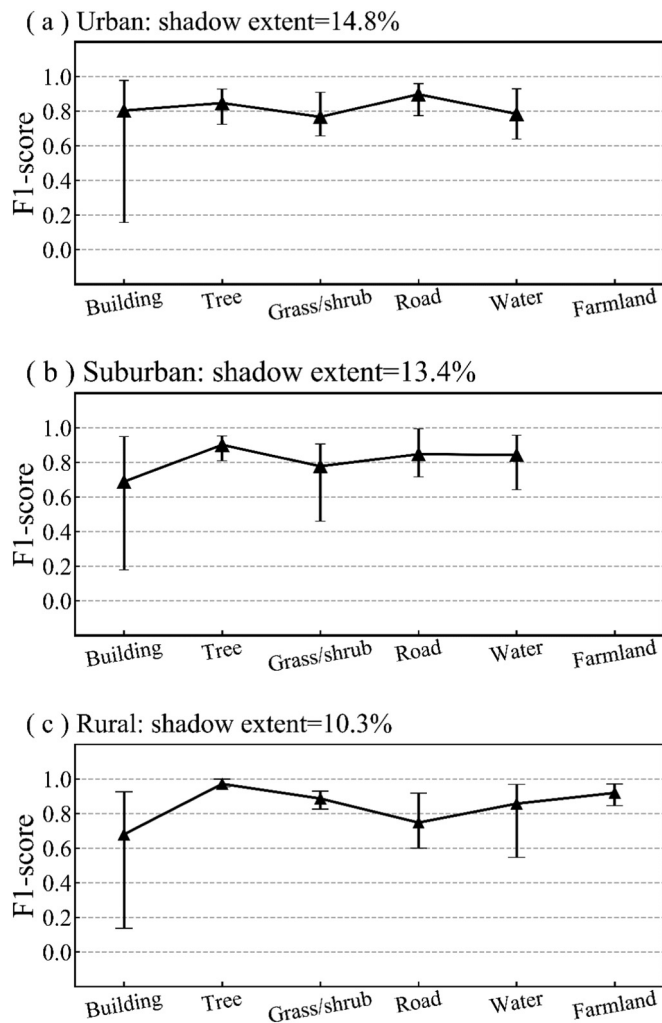 ( a ) Urban: shadow extent=14.8%
1.0
0.8
0.6
0.4
0.2
0.0
F1-score
Building Tree Grass/shrub Road Water Farmland
( b ) Suburban: shadow extent=13.4%
1.0
0.8
0.6
0.4
0.2
0.0
F1-score
Building Tree Grass/shrub Road Water Farmland
( c ) Rural: shadow extent=10.3%
1.0
0.8
0.6
0.4
0.2
0.0
F1-score
Building Tree Grass/shrub Road Water Farmland